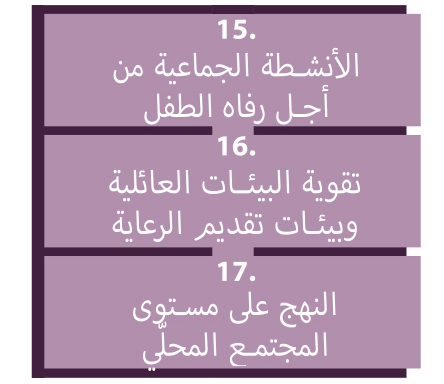 15.
الأنشطة الجماعية من
أجل رفاه الطفل
16.
تقوية البيئات العائلية
وبيئات تقديم الرعاية
17.
النهج على مستوى
المجتمع المحلّي